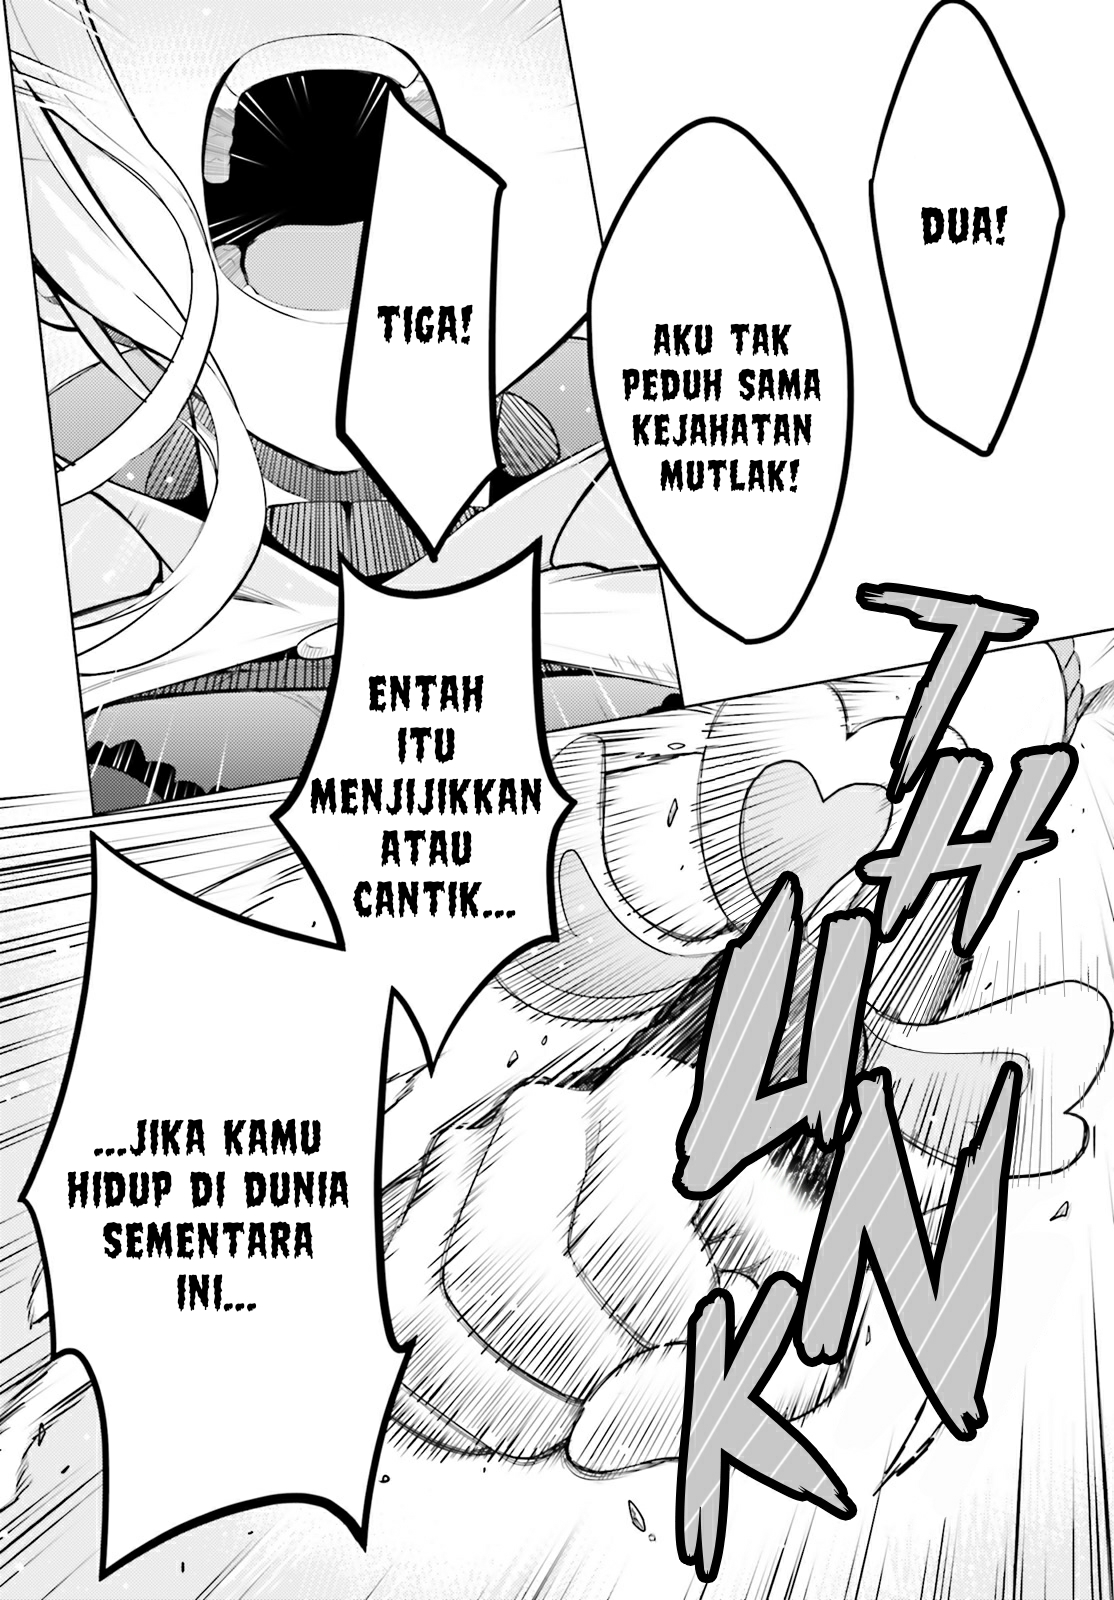 DUA!
AKU TAK
PEDUH SAMA
KEJAHATAN
MUTLAK!
TIGA!
ENTAH
ITU
MENJIJIKKAN
ATAU
CANTIK...
THUNK
...JIKA KAMU
HIDUP DI DUNIA
SEMENTARA
INI...